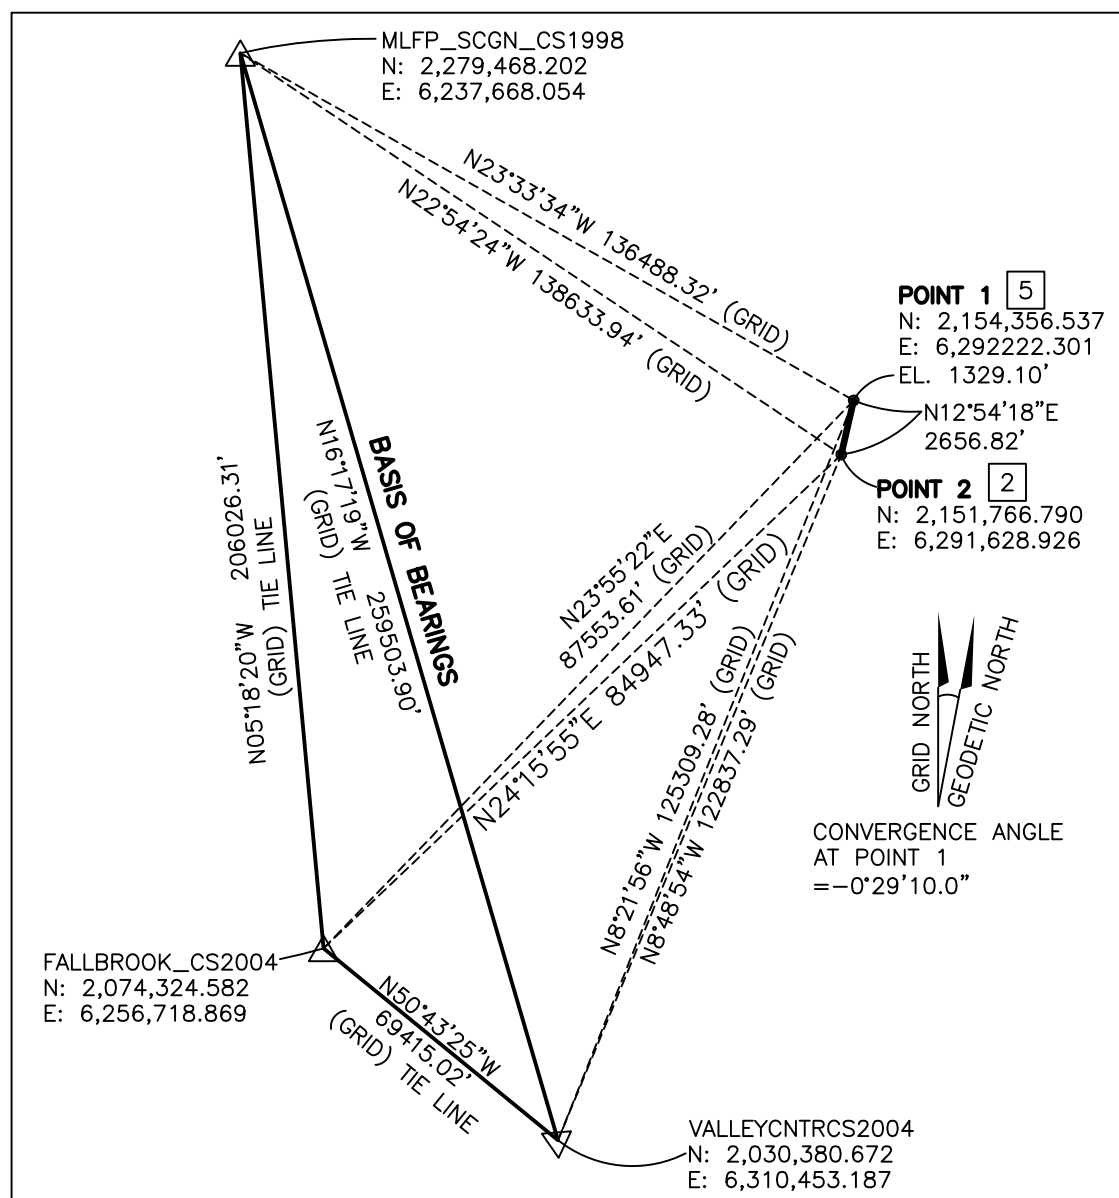 MLFP_SCGN_CS1998
N: 2,279,468.202
E: 6,237,668.054
N23°33'34"W 136488.32' (GRID)
N22°54'24"W 138633.94' (GRID)
POINT 1 5
N: 2,154,356.537
E: 6,292222.301
EL. 1329.10'
N12°54'18"E
2656.82'
POINT 2 2
N: 2,151,766.790
E: 6,291,628.926
BASIS OF BEARINGS
N16°17'19"W 259503.90'
(GRID) TIE LINE
N05°18'20"W 206026.31'
(GRID) TIE LINE
N23°55'22"E
87553.61' (GRID)
N24°15'55"E 84947.33' (GRID)
N8°21'56"W 125309.28' (GRID)
N8°48'54"W 122837.29' (GRID)
GRID NORTH
GEODETIC NORTH
CONVERGENCE ANGLE
AT POINT 1
=-0°29'10.0"
FALLBROOK_CS2004
N: 2,074,324.582
E: 6,256,718.869
N50°43'25"W
69415.02'
(GRID) TIE LINE
VALLEYCNTRCS2004
N: 2,030,380.672
E: 6,310,453.187